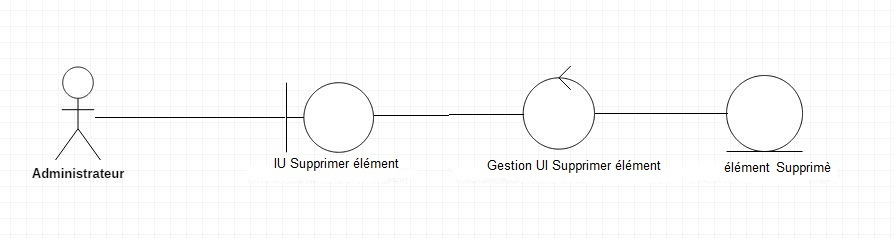 Administrateur
IU Supprimer élément
Gestion UI Supprimer élément
élément Supprimè